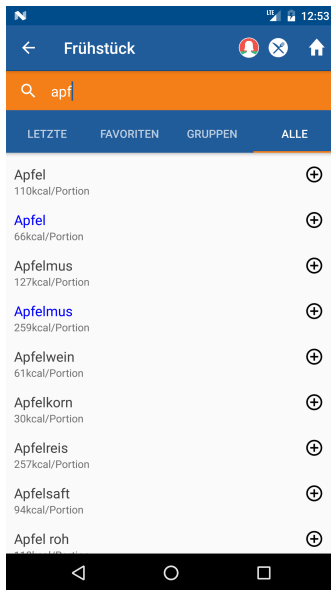 LTE 12:53
Frühstück
apf
LETZTE FAVORITEN GRUPPEN ALLE
Apfel
110kcal/Portion
Apfel
66kcal/Portion
Apfelmus
127kcal/Portion
Apfelmus
259kcal/Portion
Apfelwein
61kcal/Portion
Apfelkorn
30kcal/Portion
Apfelreis
257kcal/Portion
Apfelsaft
94kcal/Portion
Apfel roh